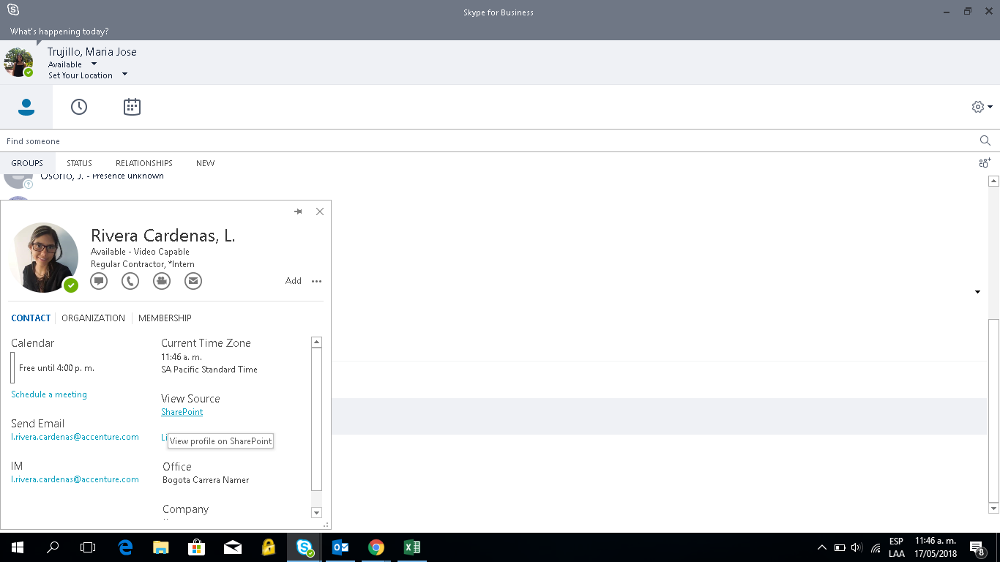 Skype for Business
What's happening today?
Trujillo, Maria Jose
Available
Set Your Location
Find someone
GROUPS
STATUS
RELATIONSHIPS
NEW
Osorio, J. - Presence unknown
Rivera Cardenas, L.
Available - Video Capable
Regular Contractor, *Intern
Add
CONTACT
ORGANIZATION
MEMBERSHIP
Calendar
Free until 4:00 p. m.
Schedule a meeting
Send Email
l.rivera.cardenas@accenture.com
IM
l.rivera.cardenas@accenture.com
Current Time Zone
11:46 a. m.
SA Pacific Standard Time
View Source
SharePoint
View profile on SharePoint
Office
Bogota Carrera Namer
Company
ESP
LAA
11:46 a. m.
17/05/2018
8